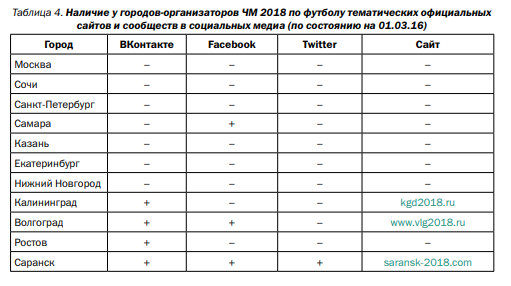 Таблица 4. Наличие у городов-организаторов ЧМ 2018 по футболу тематических официальных
сайтов и сообществ в социальных медиа (по состоянию на 01.03.16)
Город ВКонтакте Facebook Twitter Сайт
Москва – – – –
Сочи – – – –
Санкт-Петербург – – – –
Самара – + – –
Казань – – – –
Екатеринбург – – – –
Нижний Новгород – – – –
Калининград + – – kgd2018.ru
Волгоград + + – www.vlg2018.ru
Ростов + – – –
Саранск + + + saransk-2018.com